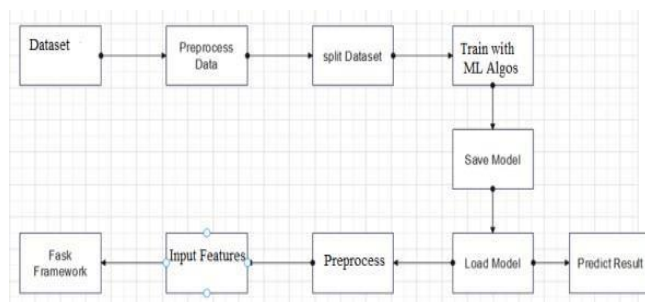 Dataset
Preprocess
Data
split Dataset
Train with
ML Algos
Save Model
Fask
Framework
Input Features
Preprocess
Load Model
Predict Result